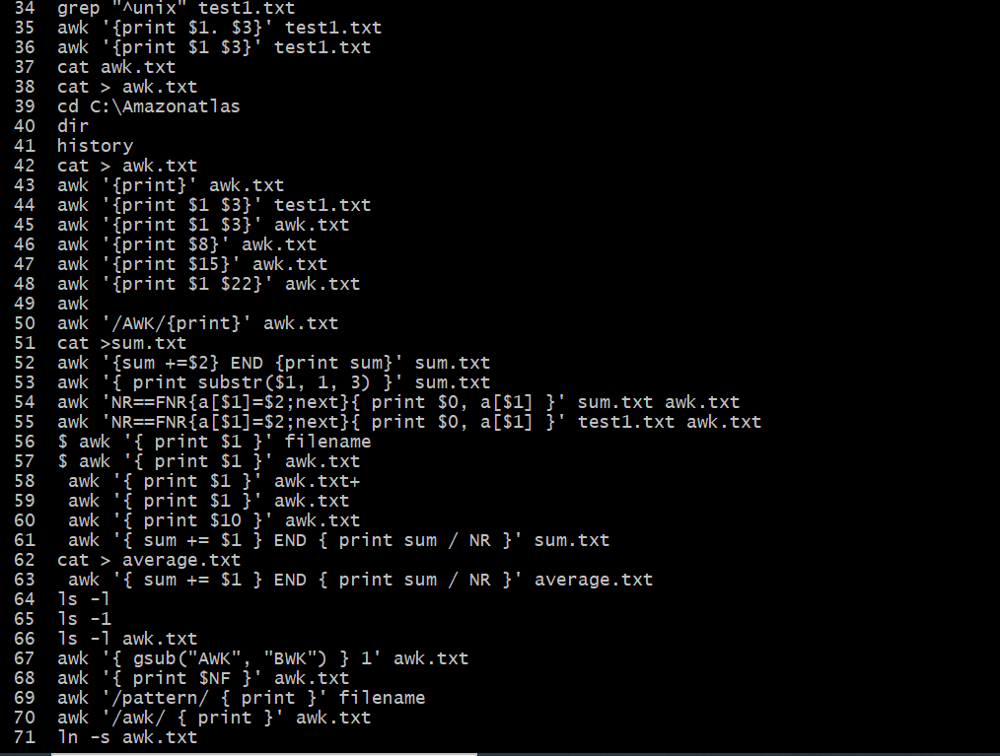 34 grep "^unix" test1.txt
35 awk '{print $1. $3}' test1.txt
36 awk '{print $1 $3}' test1.txt
37 cat awk.txt
38 cat > awk.txt
39 cd C:\Amazonatlas
40 dir
41 history
42 cat > awk.txt
43 awk '{print}' awk.txt
44 awk '{print $1 $3}' test1.txt
45 awk '{print $1 $3}' awk.txt
46 awk '{print $8}' awk.txt
47 awk '{print $15}' awk.txt
48 awk '{print $1 $22}' awk.txt
49 awk
50 awk '/AWK/{print}' awk.txt
51 cat >sum.txt
52 awk '{sum +=$2} END {print sum}' sum.txt
53 awk '{ print substr($1, 1, 3) }' sum.txt
54 awk 'NR==FNR{a[$1]=$2;next}{ print $0, a[$1] }' sum.txt awk.txt
55 awk 'NR==FNR{a[$1]=$2;next}{ print $0, a[$1] }' test1.txt awk.txt
56 $ awk '{ print $1 }' filename
57 $ awk '{ print $1 }' awk.txt
58  awk '{ print $1 }' awk.txt+
59  awk '{ print $1 }' awk.txt
60  awk '{ print $10 }' awk.txt
61  awk '{ sum += $1 } END { print sum / NR }' sum.txt
62 cat > average.txt
63  awk '{ sum += $1 } END { print sum / NR }' average.txt
64 ls -l
65 ls -1
66 ls -l awk.txt
67 awk '{ gsub("AWK", "BWK") } 1' awk.txt
68 awk '{ print $NF }' awk.txt
69 awk '/pattern/ { print }' filename
70 awk '/awk/ { print }' awk.txt
71 ln -s awk.txt